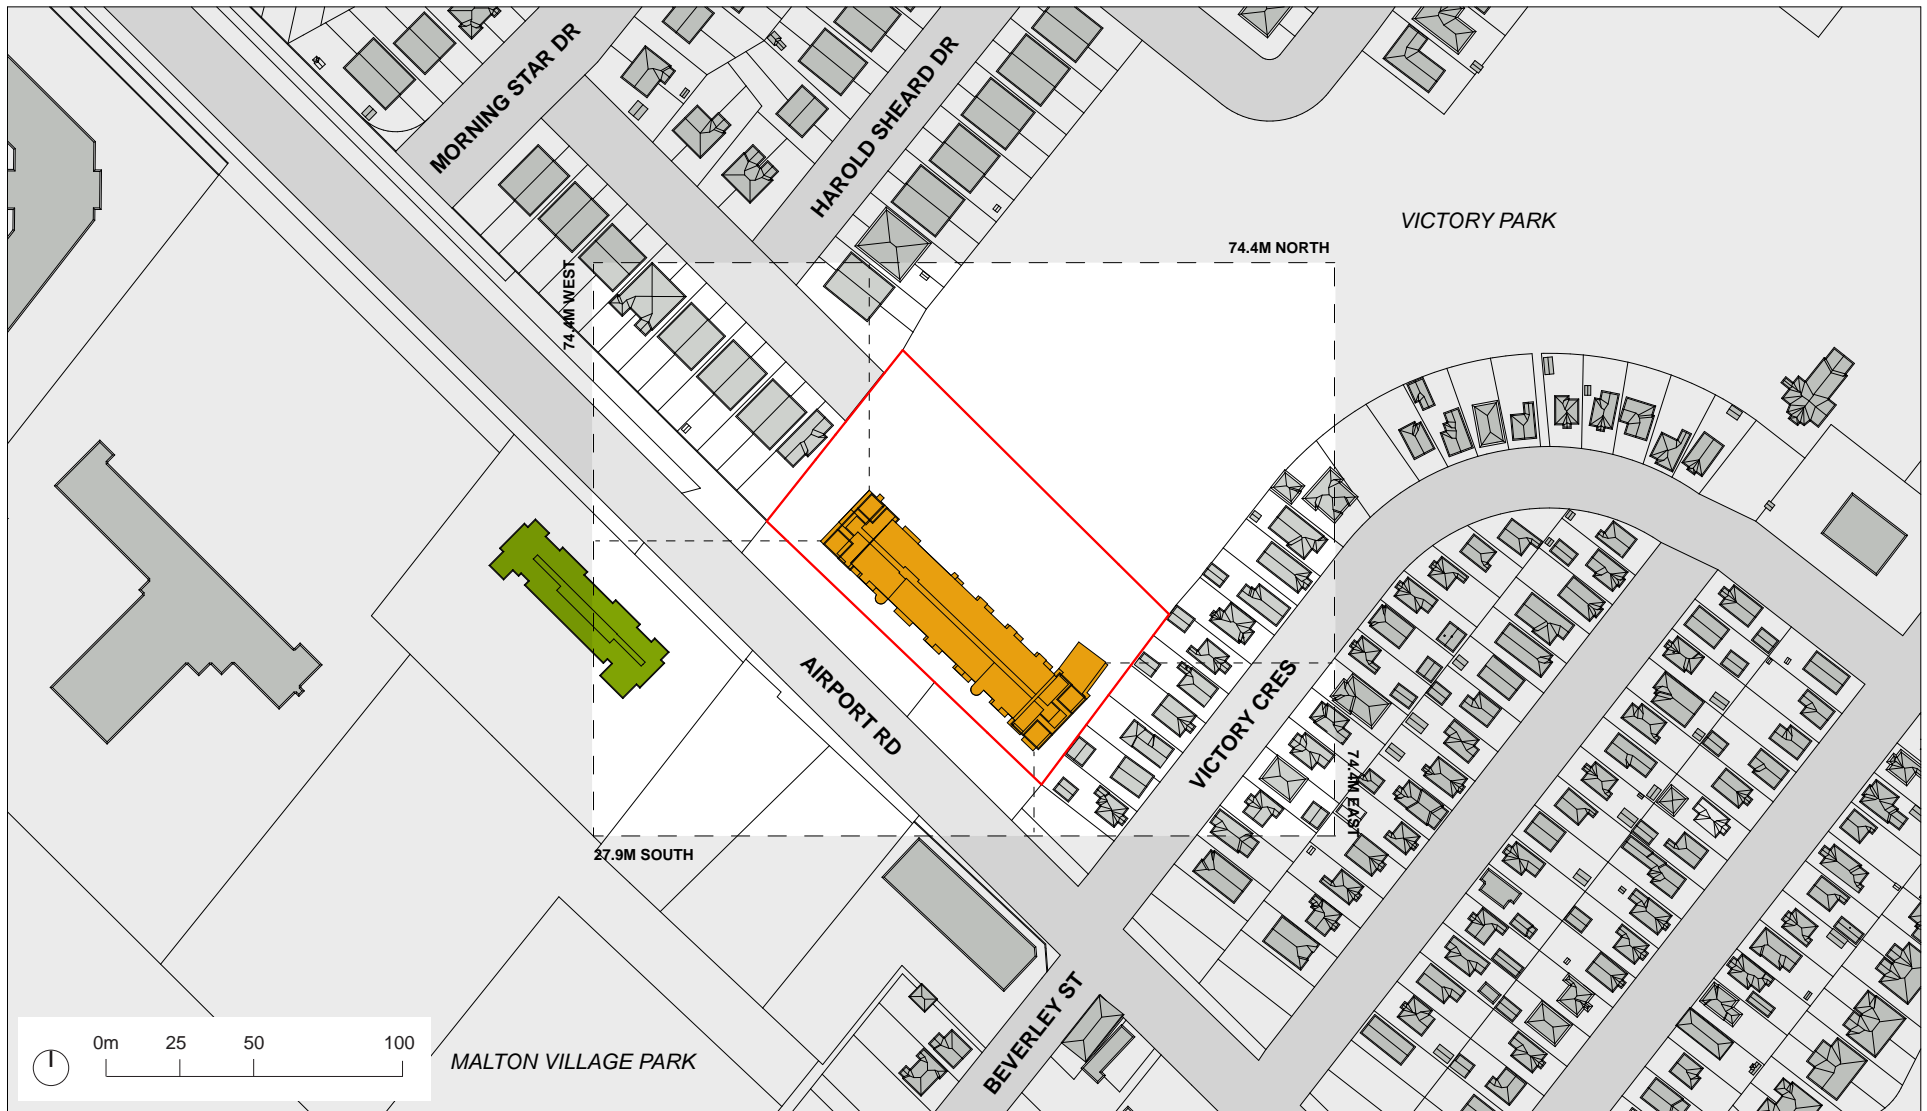 MORNING STAR DR
HAROLD SHEARD DR
VICTORY PARK
74.4M NORTH
74.4M WEST
AIRPORT RD
VICTORY CRES
74.4M EAST
27.9M SOUTH
BEVERLEY ST
MALTON VILLAGE PARK
0m 25 50 100